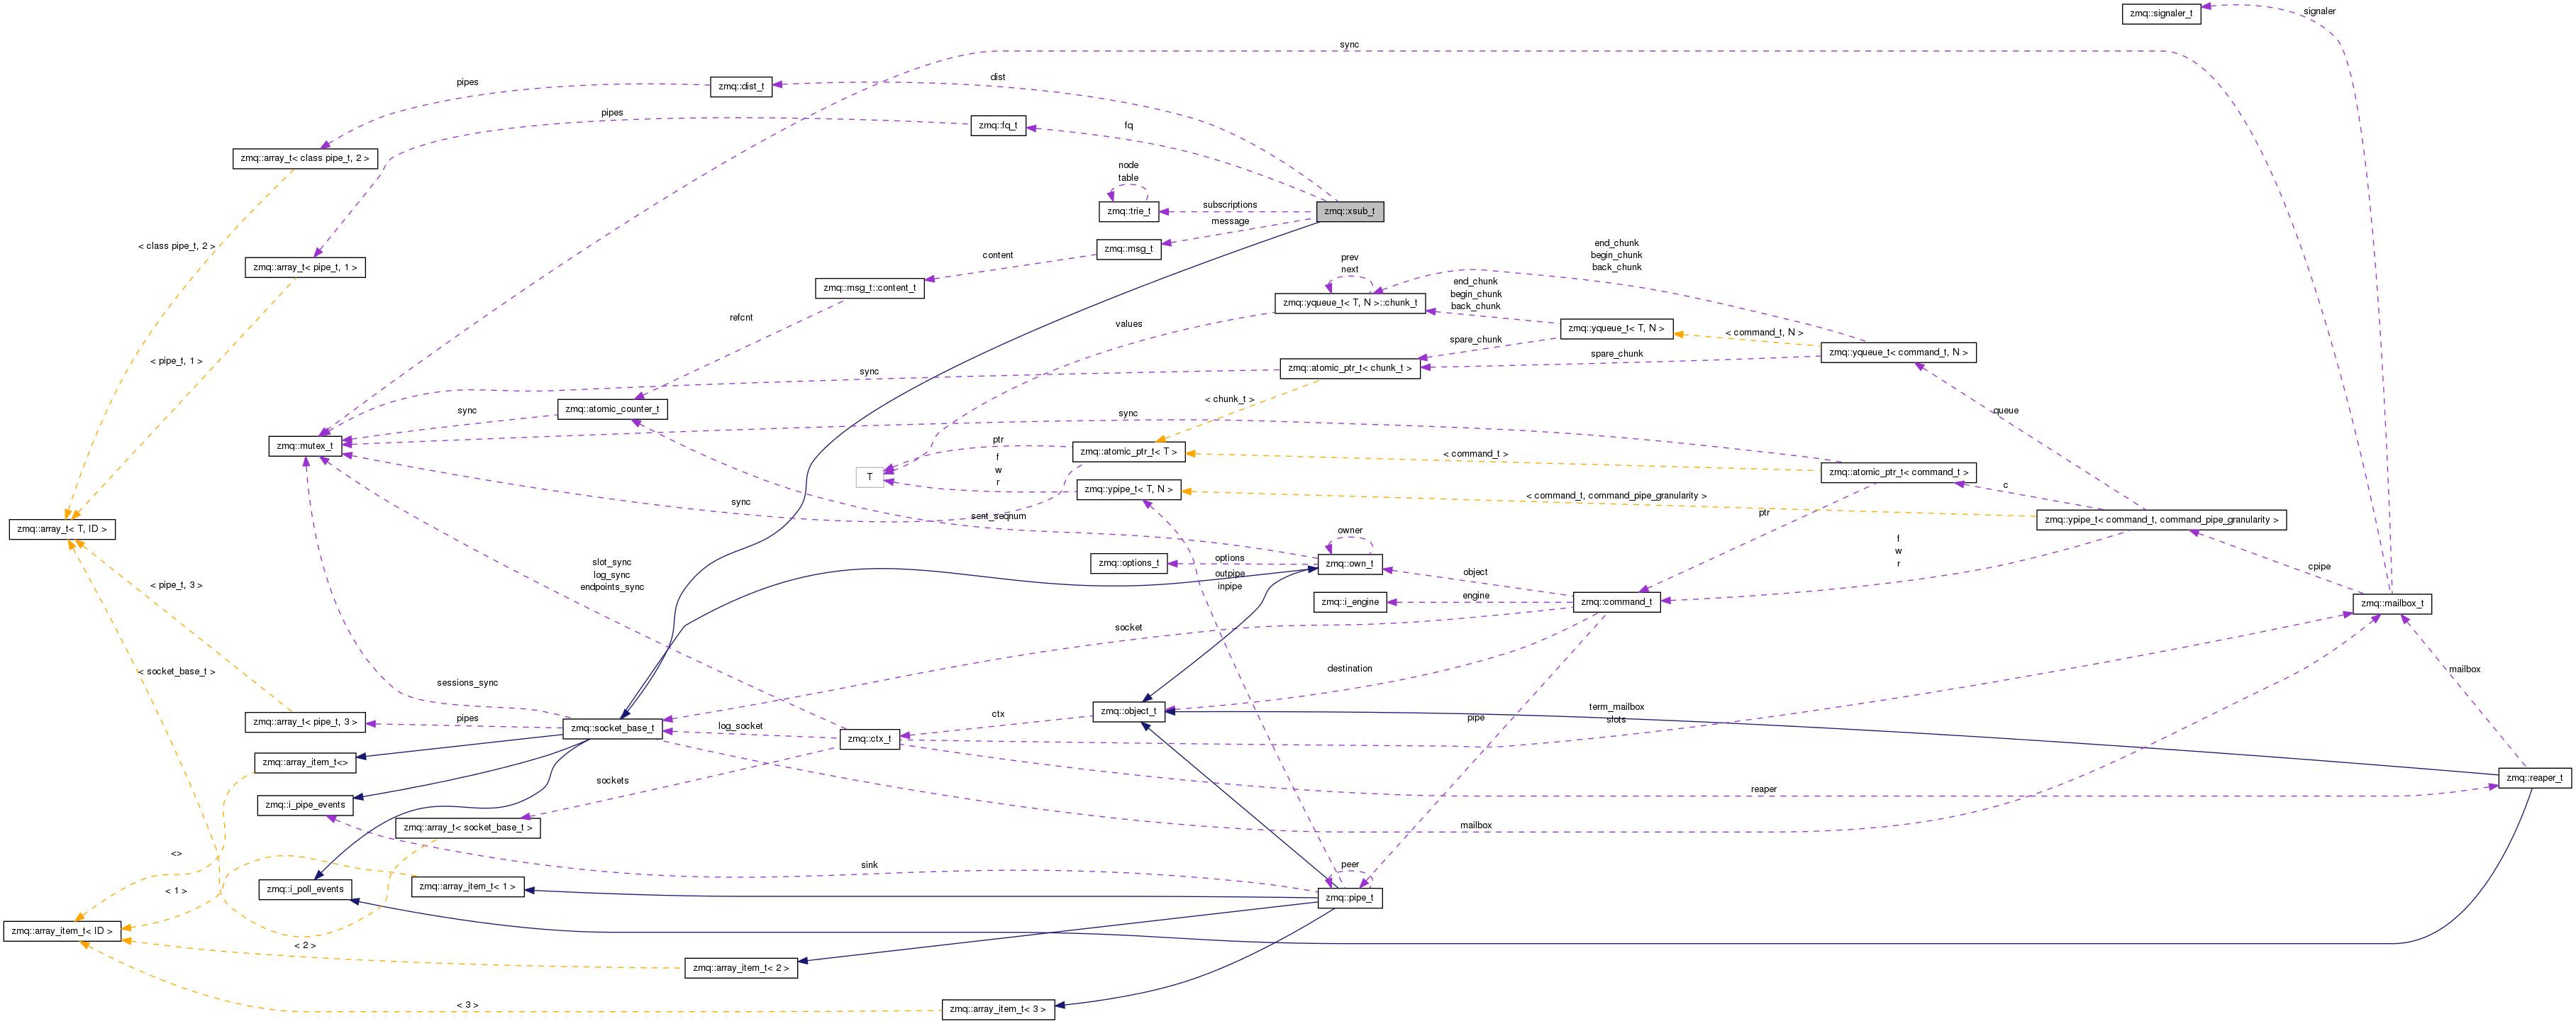 zmq::signaler_t
signaler
sync
pipes
zmq::dist_t
dist
pipes
zmq::fq_t
fq
zmq::array_t< class pipe_t, 2 >
node
table
zmq::trie_t
subscriptions
zmq::xsub_t
message
< class pipe_t, 2 >
zmq::msg_t
end_chunk
begin_chunk
back_chunk
zmq::array_t< pipe_t, 1 >
content
prev
next
zmq::msg_t::content_t
end_chunk
begin_chunk
back_chunk
zmq::yqueue_t< T, N >::chunk_t
refcnt
values
zmq::yqueue_t< T, N >
< command_t, N >
spare_chunk
spare_chunk
zmq::yqueue_t< command_t, N >
< pipe_t, 1 >
sync
zmq::atomic_ptr_t< chunk_t >
< chunk_t >
zmq::atomic_counter_t
sync
sync
queue
zmq::mutex_t
ptr
zmq::atomic_ptr_t< T >
< command_t >
f
w
r
T
zmq::atomic_ptr_t< command_t >
zmq::ypipe_t< T, N >
c
< command_t, command_pipe_granularity >
sync
sent_seqnum
ptr
zmq::ypipe_t< command_t, command_pipe_granularity >
zmq::array_t< T, ID >
owner
f
w
r
zmq::options_t
options
zmq::own_t
cpipe
slot_sync
log_sync
endpoints_sync
outpipe
inpipe
object
< pipe_t, 3 >
zmq::i_engine
engine
zmq::command_t
zmq::mailbox_t
socket
< socket_base_t >
destination
mailbox
sessions_sync
zmq::array_t< pipe_t, 3 >
pipes
zmq::socket_base_t
log_socket
zmq::ctx_t
ctx
zmq::object_t
pipe
term_mailbox
slots
zmq::array_item_t<>
sockets
reaper
zmq::reaper_t
zmq::i_pipe_events
zmq::array_t< socket_base_t >
mailbox
<>
sink
peer
< 1 >
zmq::i_poll_events
zmq::array_item_t< 1 >
zmq::pipe_t
zmq::array_item_t< ID >
< 2 >
zmq::array_item_t< 2 >
< 3 >
zmq::array_item_t< 3 >